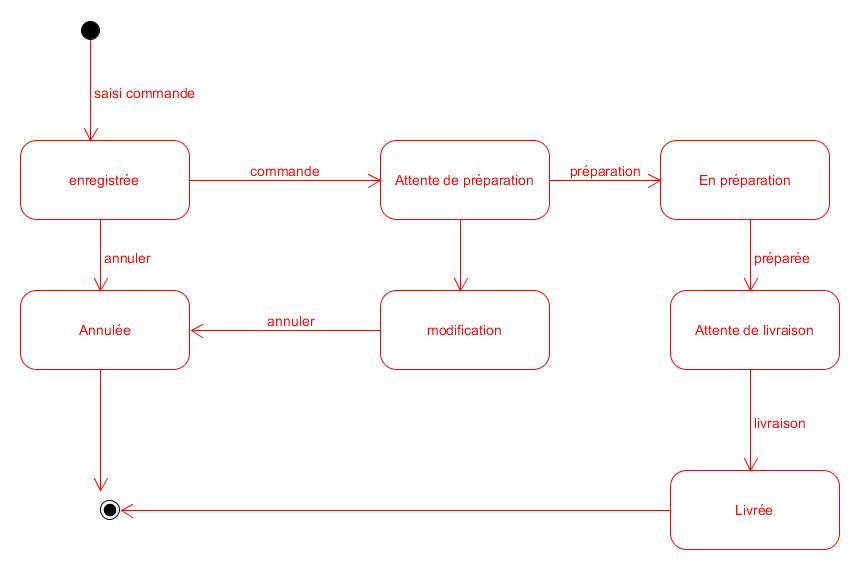 saisi commande
enregistrée
commande
Attente de préparation
préparation
En préparation
annuler
préparée
Annulée
annuler
modification
Attente de livraison
livraison
Livrée